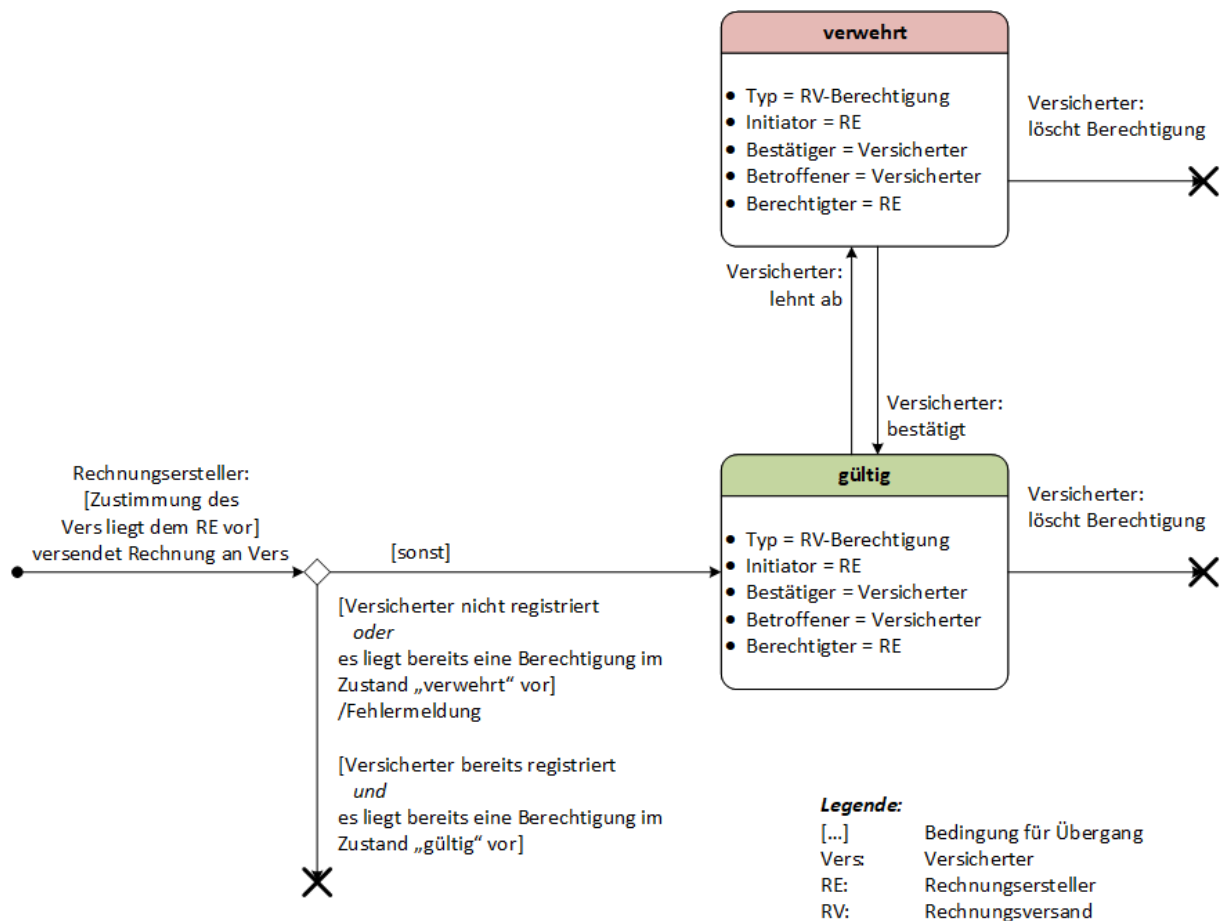 verwehrt
• Typ = RV-Berechtigung
• Initiator = RE
• Bestätiger = Versicherter
• Betroffener = Versicherter
• Berechtigter = RE
Versicherter:
löscht Berechtigung
Versicherter:
lehnt ab
Versicherter:
bestätigt
Rechnungsersteller:
[Zustimmung des
Vers liegt dem RE vor]
versendet Rechnung an Vers
[sonst]
gültig
• Typ = RV-Berechtigung
• Initiator = RE
• Bestätiger = Versicherter
• Betroffener = Versicherter
• Berechtigter = RE
Versicherter:
löscht Berechtigung
[Versicherter nicht registriert
oder
es liegt bereits eine Berechtigung im
Zustand „verwehrt“ vor]
/Fehlermeldung
[Versicherter bereits registriert
und
es liegt bereits eine Berechtigung im
Zustand „gültig“ vor]
Legende:
[...] Bedingung für Übergang
Vers: Versicherter
RE: Rechnungsersteller
RV: Rechnungsversand